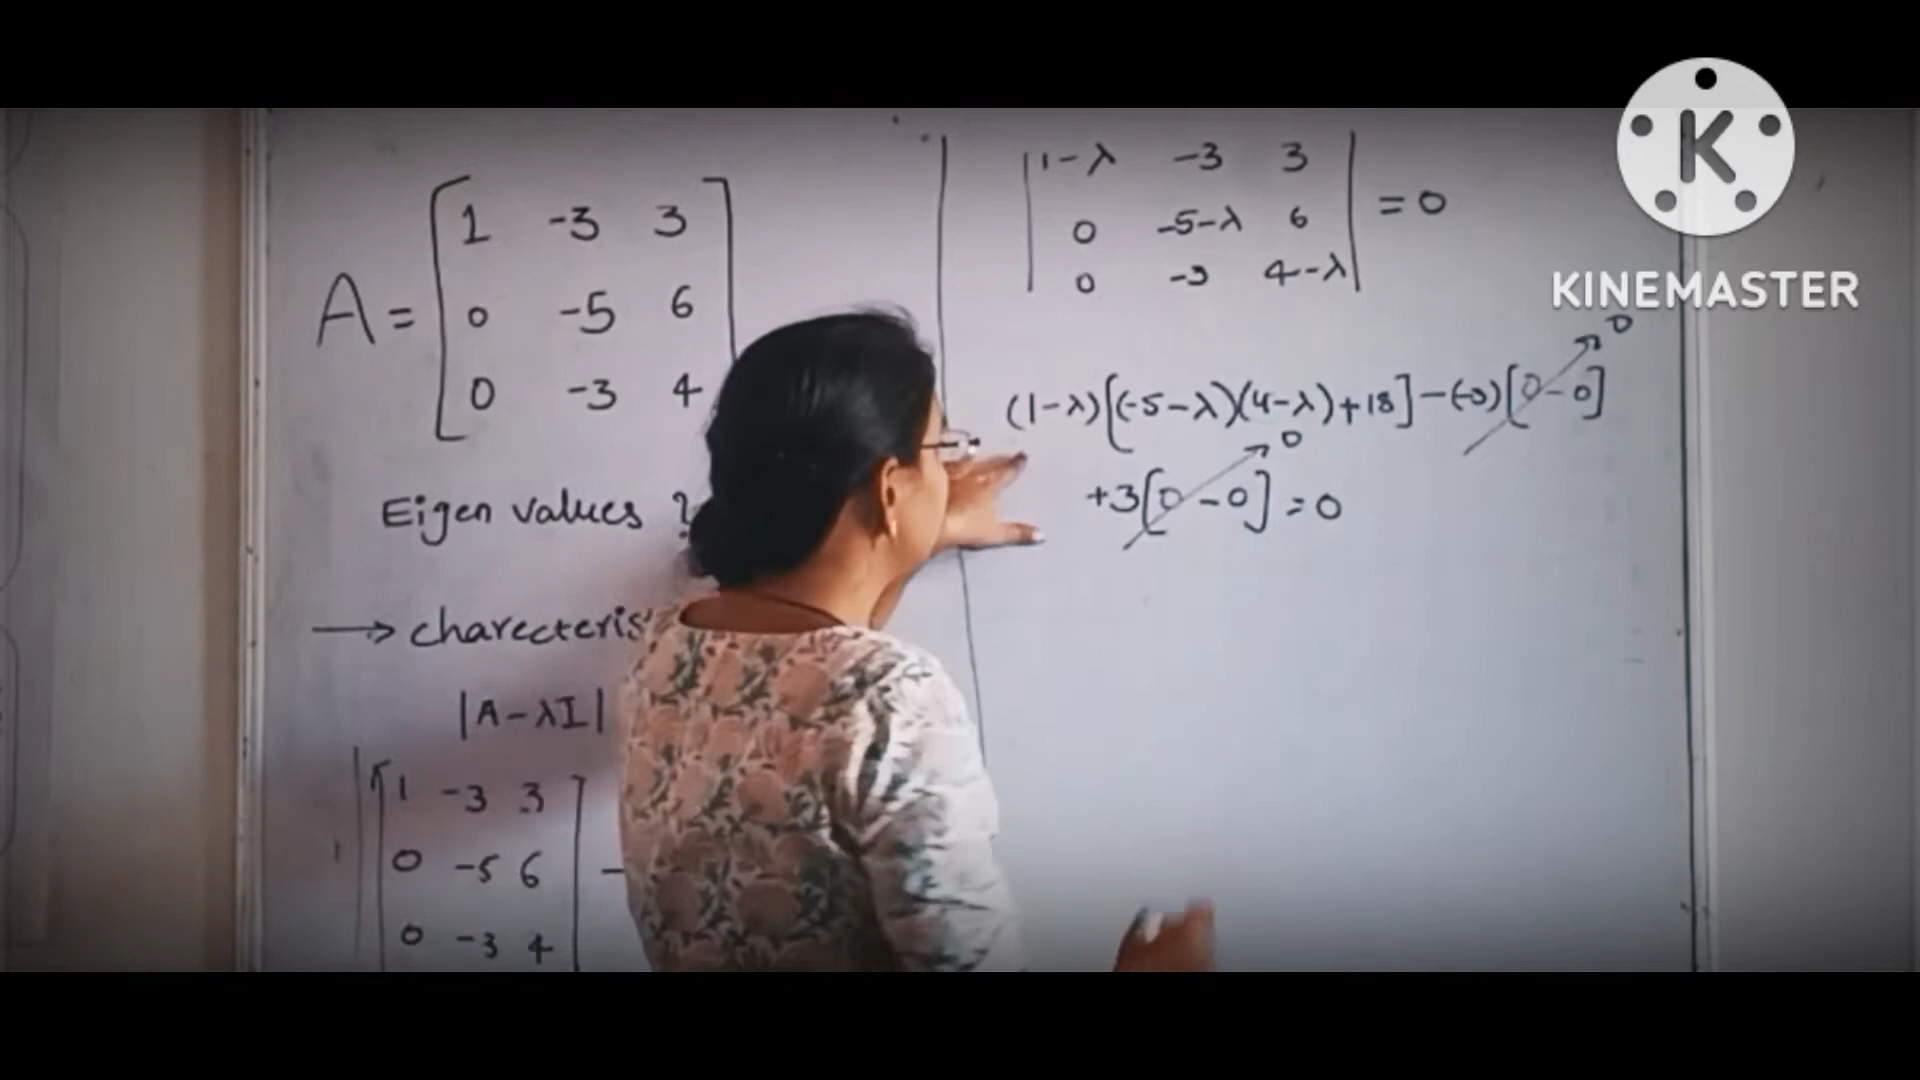 A = [1 -3 3
0 -5 6
0 -3 4
Eigen values ?
→ charecteris
|A-λI|
[1 -3 3]
0 -5 6 -
0 -3 4
|1-λ -3 3|
0 -5-λ 6 = 0
0 -3 4-λ|
(1-λ)[(-5-λ)(4-λ)+18]-(-3)[0-0] 0
+3[0-0] = 0 0
K
KINEMASTER